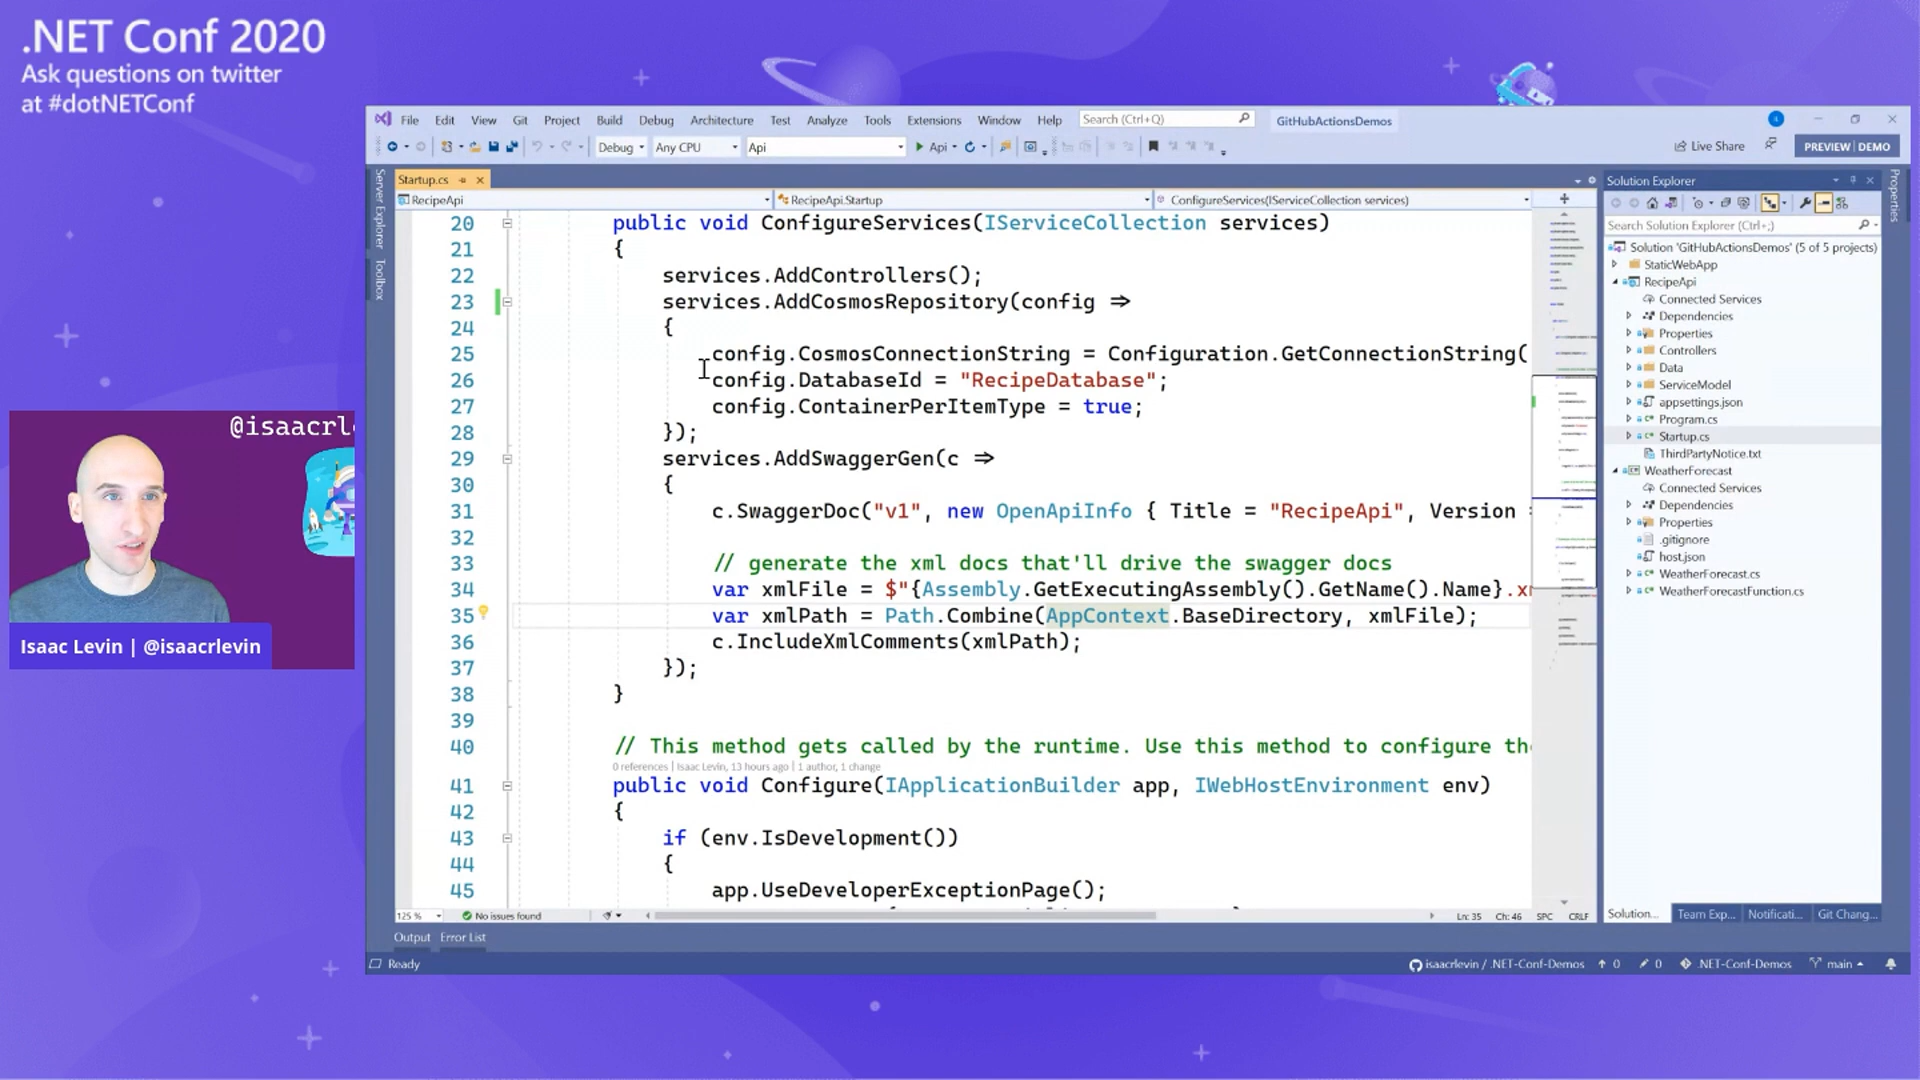 .NET Conf 2020
Ask questions on twitter
at #dotNETConf
File Edit View Git Project Build Debug Architecture Test Analyze Tools Extensions Window Help Search (Ctrl+Q) GitHubActionsDemos
Debug Any CPU Api Api Live Share PREVIEW DEMO
Server Explorer
Toolbox
Startup.cs
RecipeApi RecipeApi.Startup ConfigureServices(IServiceCollection services)
20 public void ConfigureServices(IServiceCollection services)
21 {
22 services.AddControllers();
23 services.AddCosmosRepository(config =>
24 {
25 config.CosmosConnectionString = Configuration.GetConnectionString(
26 config.DatabaseId = "RecipeDatabase";
27 config.ContainerPerItemType = true;
28 });
29 services.AddSwaggerGen(c =>
30 {
31 c.SwaggerDoc("v1", new OpenApiInfo { Title = "RecipeApi", Version =
32
33 // generate the xml docs that'll drive the swagger docs
34 var xmlFile = $"{Assembly.GetExecutingAssembly().GetName().Name}.x
35 var xmlPath = Path.Combine(AppContext.BaseDirectory, xmlFile);
36 c.IncludeXmlComments(xmlPath);
37 });
38 }
39
40 // This method gets called by the runtime. Use this method to configure th
0 references | Isaac Levin, 13 hours ago | 1 author, 1 change
41 public void Configure(IApplicationBuilder app, IWebHostEnvironment env)
42 {
43 if (env.IsDevelopment())
44 {
45 app.UseDeveloperExceptionPage();
125 % No issues found Ln: 35 Ch: 46 SPC CRLF
Output Error List
Ready isaacrlevin / .NET-Conf-Demos 0 0 .NET-Conf-Demos main
Solution Explorer
Properties
Search Solution Explorer (Ctrl+;)
Solution 'GitHubActionsDemos' (5 of 5 projects)
StaticWebApp
RecipeApi
Connected Services
Dependencies
Properties
Controllers
Data
ServiceModel
appsettings.json
Program.cs
Startup.cs
ThirdPartyNotice.txt
WeatherForecast
Connected Services
Dependencies
Properties
.gitignore
host.json
WeatherForecast.cs
WeatherForecastFunction.cs
Solution... Team Exp... Notificati... Git Chang...
@isaacrl
Isaac Levin | @isaacrlevin